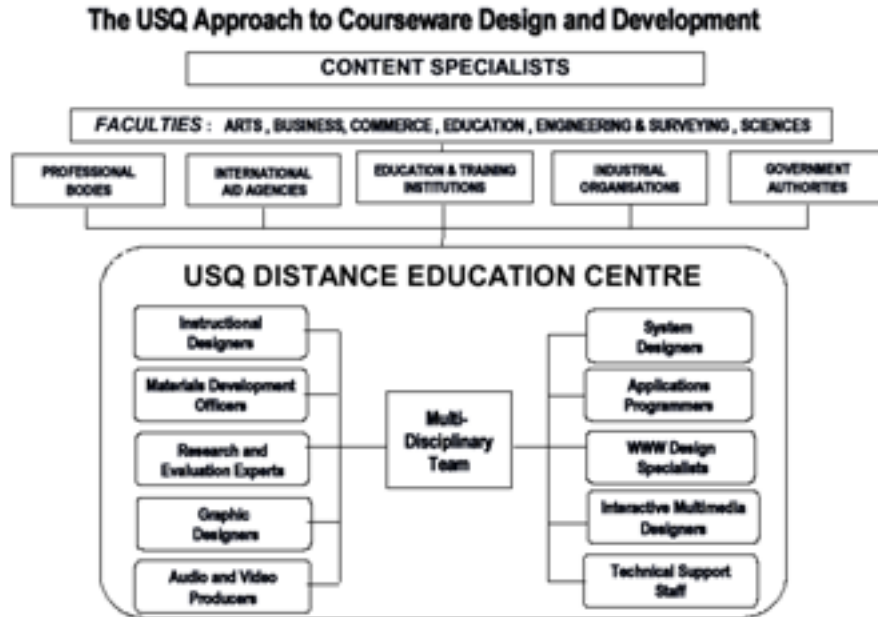 The USQ Approach to Courseware Design and Development
CONTENT SPECIALISTS
FACULTIES : ARTS , BUSINESS, COMMERCE , EDUCATION , ENGINEERING & SURVEYING , SCIENCES
PROFESSIONAL
BODIES
INTERNATIONAL
AID AGENCIES
EDUCATION & TRAINING
INSTITUTIONS
INDUSTRIAL
ORGANISATIONS
GOVERNMENT
AUTHORITIES
USQ DISTANCE EDUCATION CENTRE
Instructional
Designers
Materials Development
Officers
Research and
Evaluation Experts
Graphic
Designers
Audio and Video
Producers
Multi-
Disciplinary
Team
System
Designers
Applications
Programmers
WWW Design
Specialists
Interactive Multimedia
Designers
Technical Support
Staff